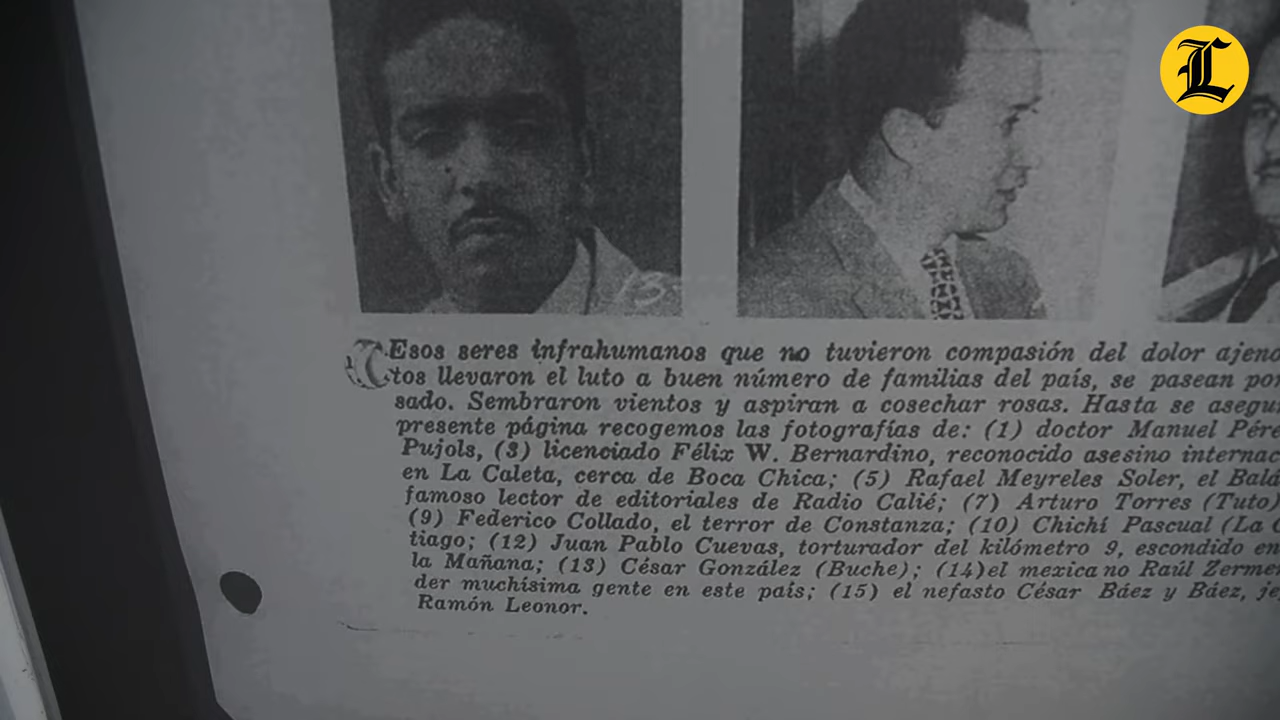 L
13
Esos seres infrahumanos que no tuvieron compasión del dolor ajeno
tos llevaron el luto a buen número de familias del país, se pasean por
sado. Sembraron vientos y aspiran a cosechar rosas. Hasta se asegu
presente página recogemos las fotografías de: (1) doctor Manuel Pére
Pujols, (3) licenciado Félix W. Bernardino, reconocido asesino internac
en La Caleta, cerca de Boca Chica; (5) Rafael Meyreles Soler, el Balá
famoso lector de editoriales de Radio Calié; (7) Arturo Torres (Tuto)
(9) Federico Collado, el terror de Constanza; (10) Chichí Pascual (La
tiago; (12) Juan Pablo Cuevas, torturador del kilómetro 9, escondido en
la Mañana; (13) César González (Buche); (14)el mexicano Raúl Zerme
der muchísima gente en este país; (15) el nefasto César Báez y Báez, je
Ramón Leonor.